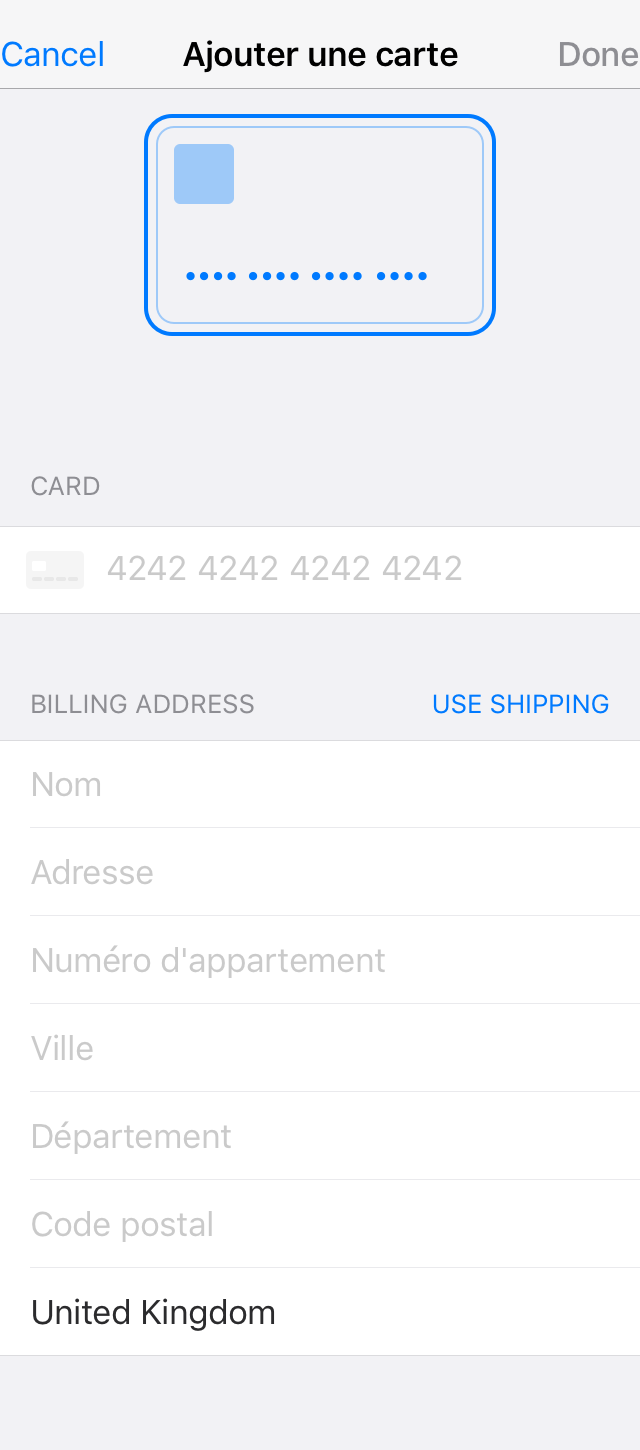 Cancel Ajouter une carte Done
•••• •••• •••• ••••
CARD
4242 4242 4242 4242
BILLING ADDRESS USE SHIPPING
Nom
Adresse
Numéro d'appartement
Ville
Département
Code postal
United Kingdom